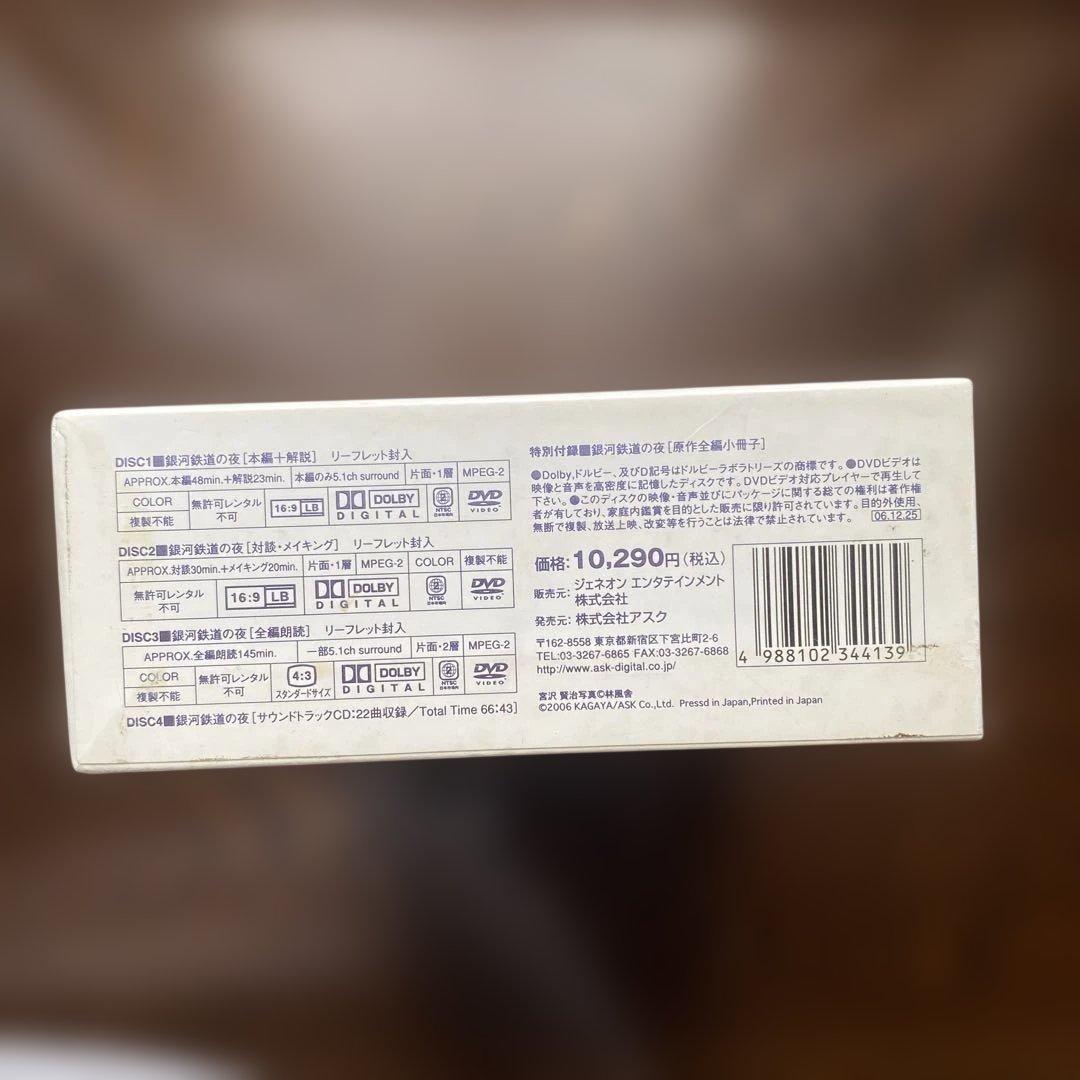 DISC1■銀河鉄道の夜［本編＋解説］ リーフレット封入
APPROX.本編48min.＋解説23min. 本編のみ5.1ch surround 片面・1層 MPEG-2
COLOR 無許可レンタル不可 16:9 LB DOLBY DIGITAL 2 NTSC 日本市場向 DVD VIDEO
複製不能
DISC2■銀河鉄道の夜［対談・メイキング］ リーフレット封入
APPROX.対談30min.＋メイキング20min. 片面・1層 MPEG-2 COLOR 複製不能
無許可レンタル不可 16:9 LB DOLBY DIGITAL 2 NTSC 日本市場向 DVD VIDEO
DISC3■銀河鉄道の夜［全編朗読］ リーフレット封入
APPROX.全編朗読145min. 一部5.1ch surround 片面・2層 MPEG-2
COLOR 無許可レンタル不可 4:3 スタンダードサイズ DOLBY DIGITAL 2 NTSC 日本市場向 DVD VIDEO
複製不能
DISC4■銀河鉄道の夜［サウンドトラックCD：22曲収録／Total Time 66:43］
特別付録■銀河鉄道の夜［原作全編小冊子］
●Dolby,ドルビー、及びD記号はドルビーラボラトリーズの商標です。●DVDビデオは
映像と音声を高密度に記憶したディスクです。DVDビデオ対応プレイヤーで再生して
下さい。●このディスクの映像・音声並びにパッケージに関する総ての権利は著作権
者が有しており、家庭内鑑賞を目的とした販売に限り許可されています。目的外使用、
無断で複製、放送上映、改変等を行うことは法律で禁止されています。 06.12.25
価格：10,290円（税込）
販売元：ジェネオン エンタテインメント
株式会社
発売元：株式会社アスク
〒162-8558 東京都新宿区下宮比町2-6
TEL:03-3267-6865 FAX:03-3267-6868
http://www.ask-digital.co.jp/
4 988102 344139
宮沢 賢治写真©林風舎
©2006 KAGAYA/ASK Co.,Ltd. Pressd in Japan,Printed in Japan